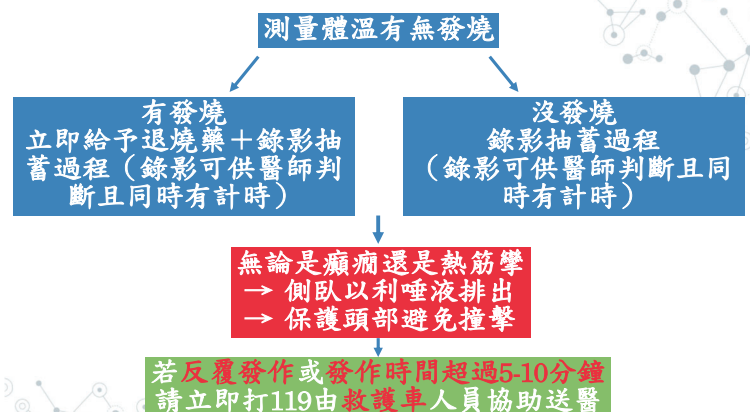 測量體溫有無發燒
有發燒
立即給予退燒藥＋錄影抽
蓄過程（錄影可供醫師判
斷且同時有計時）
沒發燒
錄影抽蓄過程
（錄影可供醫師判斷且同
時有計時）
無論是癲癇還是熱筋攣
→ 側臥以利唾液排出
→ 保護頭部避免撞擊
若反覆發作或發作時間超過5-10分鐘
請立即打119由救護車人員協助送醫